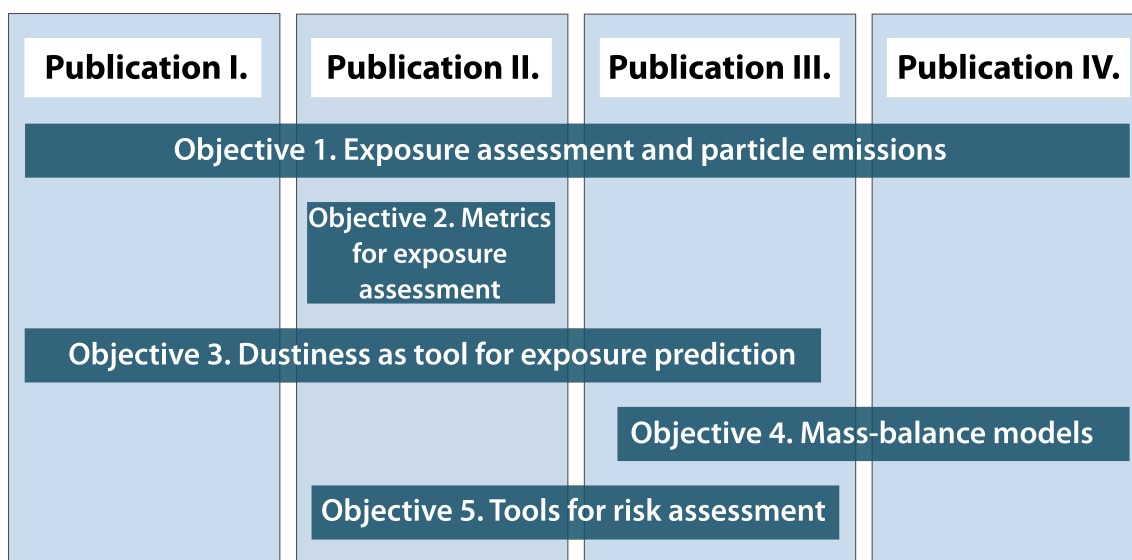 Publication I.
Publication II.
Publication III.
Publication IV.
Objective 1. Exposure assessment and particle emissions
Objective 2. Metrics
for exposure
assessment
Objective 3. Dustiness as tool for exposure prediction
Objective 4. Mass-balance models
Objective 5. Tools for risk assessment